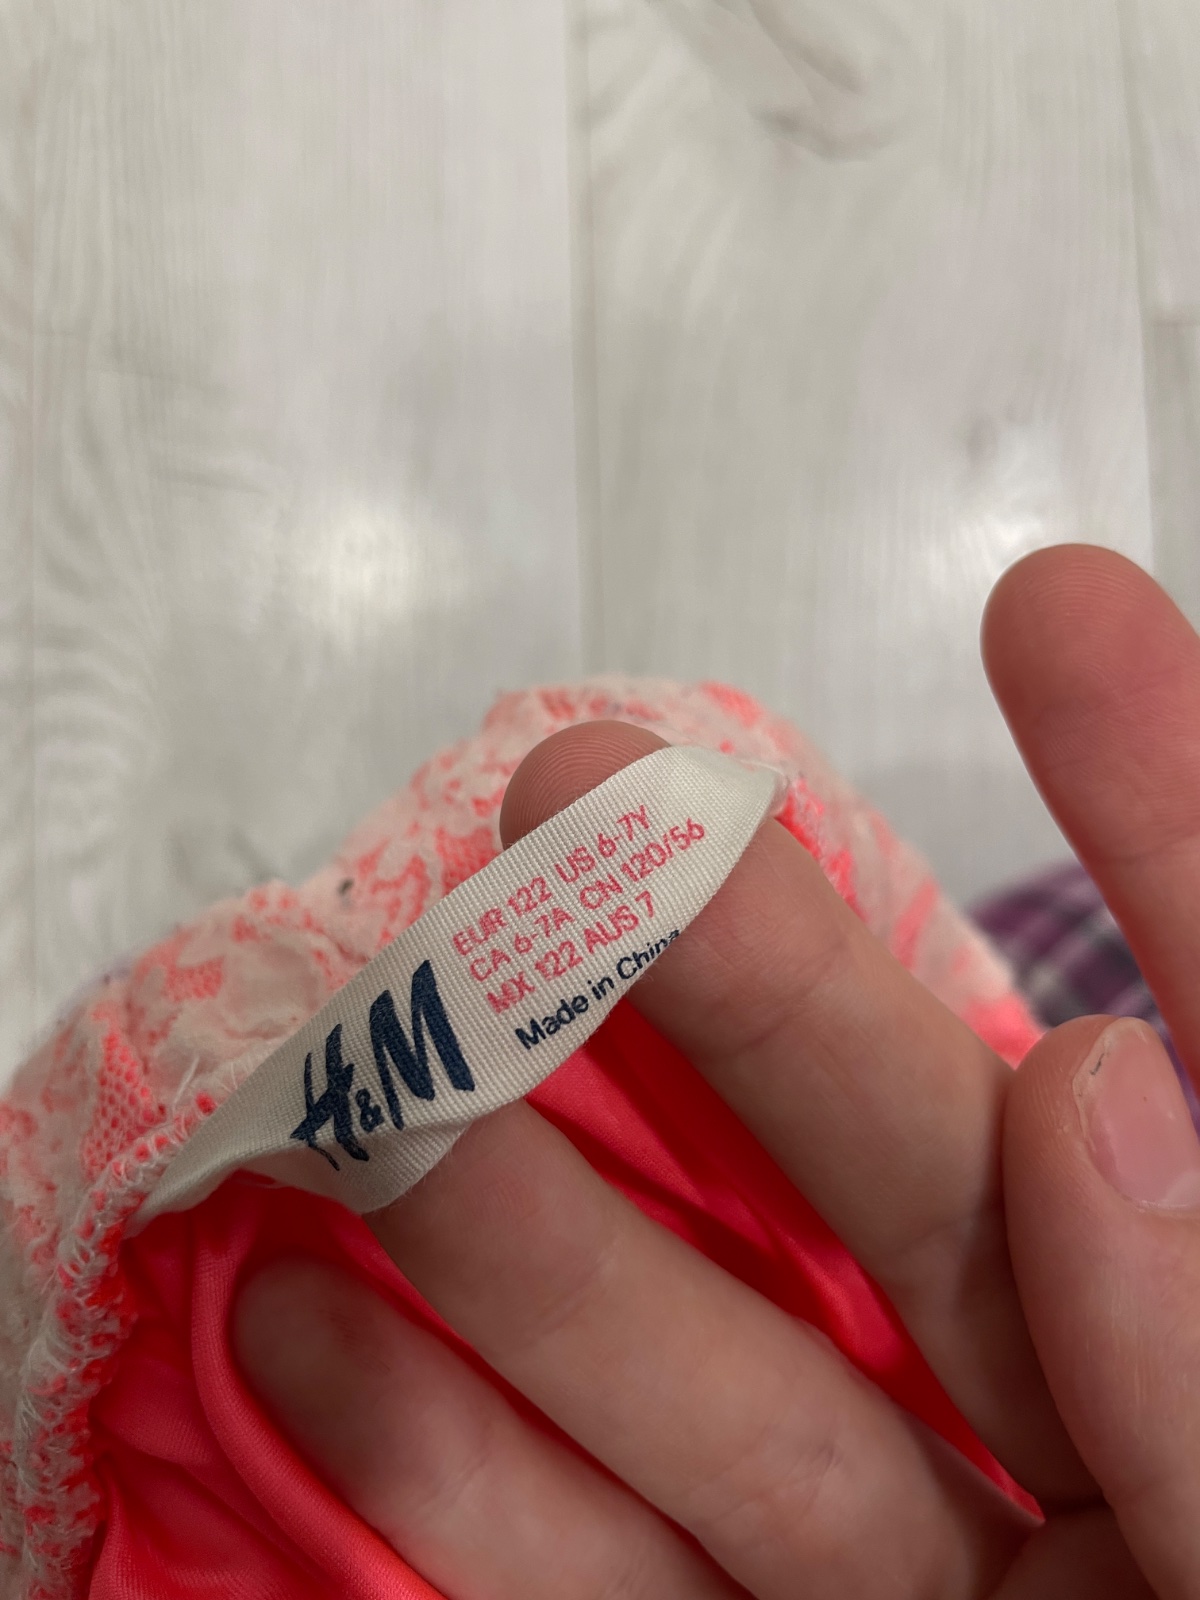 H&M
EUR 122 US 6-7Y
CA 6-7A CN 120/56
MX 122 AUS 7
Made in China